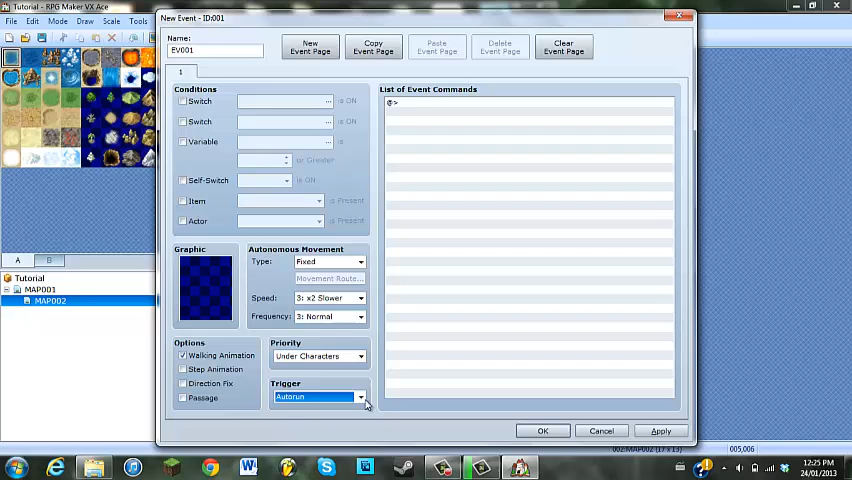 Tutorial - RPG Maker VX Ace
File Edit Mode Draw Scale Tools
New Event - ID:001
Name:
EV001
New Event Page
Copy Event Page
Paste Event Page
Delete Event Page
Clear Event Page
1
Conditions
Switch ... is ON
Switch ... is ON
Variable ... is
or Greater
Self-Switch is ON
Item is Present
Actor is Present
List of Event Commands
@>
Graphic
Autonomous Movement
Type: Fixed
Movement Route...
Speed: 3: x2 Slower
Frequency: 3: Normal
Options
Walking Animation
Step Animation
Direction Fix
Passage
Priority
Under Characters
Trigger
Autorun
OK Cancel Apply
A B
Tutorial
MAP001
MAP002
002:MAP002 (17 x 13) 005,006
12:25 PM
24/01/2013